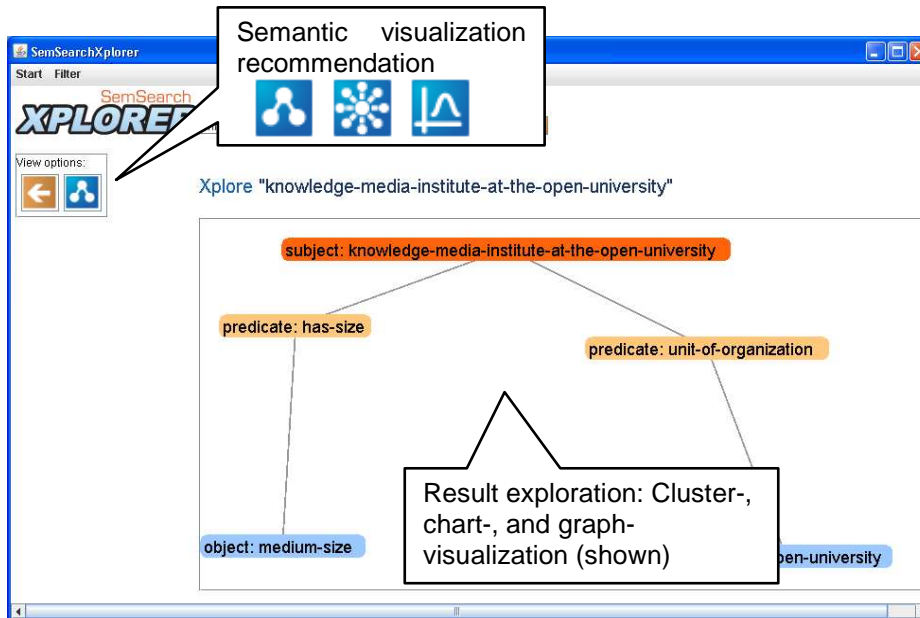 Semantic visualization
recommendation
SemSearchXplorer
Start Filter
SemSearch
XPLORER
View options:
Xplore "knowledge-media-institute-at-the-open-university"
subject: knowledge-media-institute-at-the-open-university
predicate: has-size
predicate: unit-of-organization
Result exploration: Cluster-,
chart-, and graph-
visualization (shown)
object: medium-size
pen-university